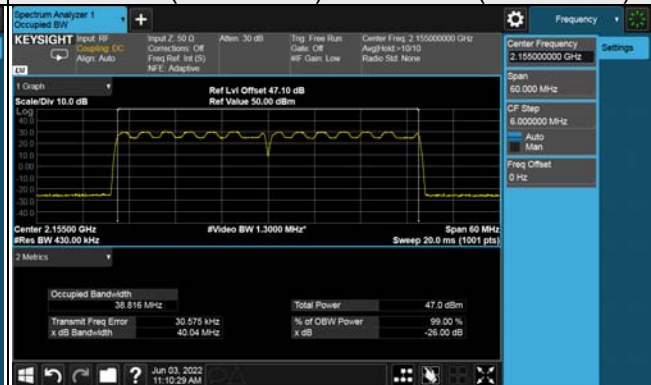 Spectrum Analyzer 1
Occupied BW
Frequency
KEYSIGHT
Input: RF
Coupling: DC
Align: Auto
Input Z: 50 Ω
Corrections: Off
Freq Ref: Int (S)
NFE: Adaptive
Atten: 30 dB
Trig: Free Run
Gate: Off
#IF Gain: Low
Center Freq: 2.155000000 GHz
Avg|Hold:>10/10
Radio Std: None
Center Frequency
2.155000000 GHz
Settings
Span
60.000 MHz
CF Step
6.000000 MHz
Auto
Man
Freq Offset
0 Hz
1 Graph
Scale/Div 10.0 dB
Ref Lvl Offset 47.10 dB
Ref Value 50.00 dBm
Log
40.0
30.0
20.0
10.0
0.00
-10.0
-20.0
-30.0
-40.0
Center 2.15500 GHz
#Res BW 430.00 kHz
#Video BW 1.3000 MHz*
Span 60 MHz
Sweep 20.0 ms (1001 pts)
2 Metrics
Occupied Bandwidth
38.816 MHz
Total Power 47.0 dBm
Transmit Freq Error 30.575 kHz
% of OBW Power 99.00 %
x dB Bandwidth 40.04 MHz
x dB -26.00 dB
?
Jun 03, 2022
11:10:29 AM